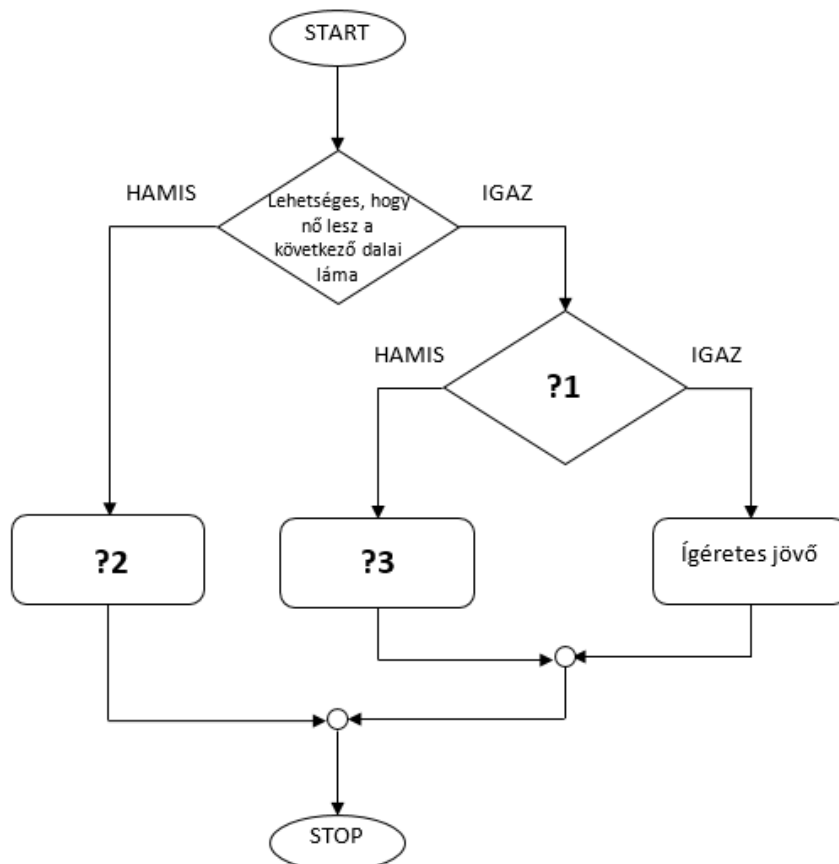 START
HAMIS
IGAZ
Lehetséges, hogy
nő lesz a
következő dalai
láma
HAMIS
IGAZ
?1
?2
?3
Ígéretes jövő
STOP